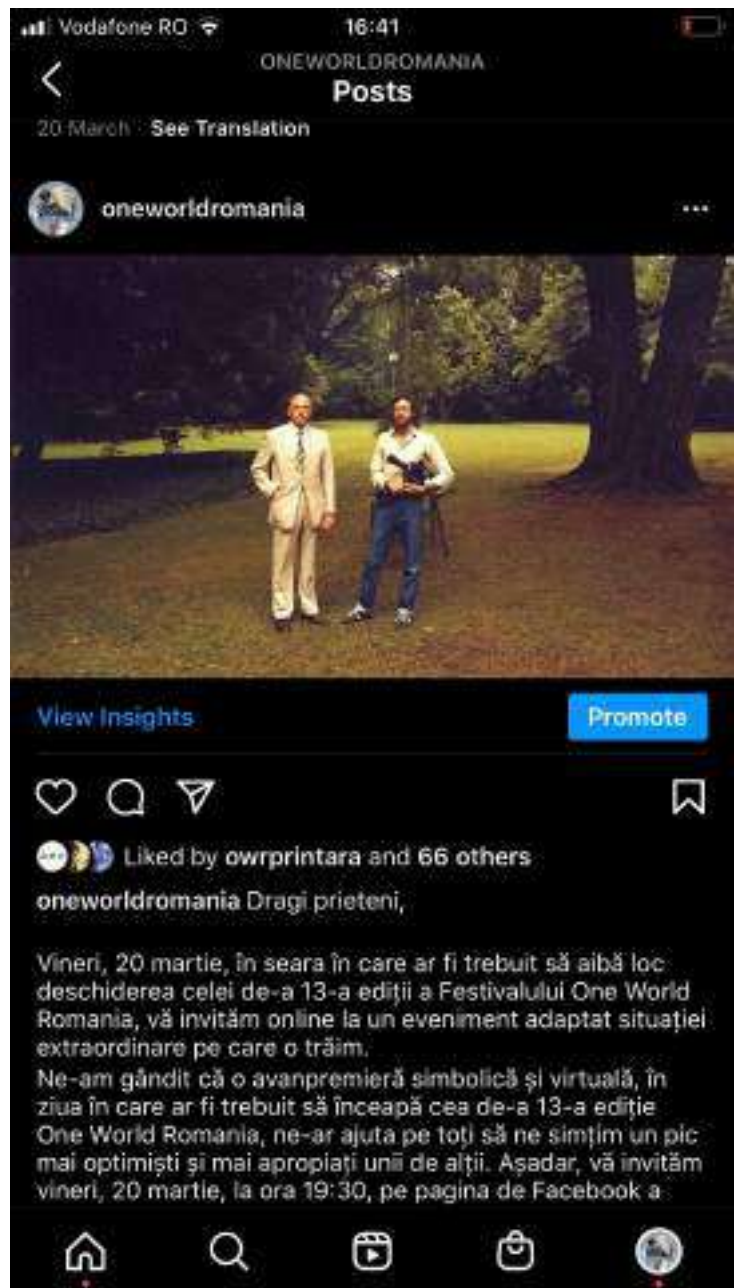 Vodafone RO
16:41
ONEWORLDROMANIA
Posts
20 March · See Translation
oneworldromania
View Insights
Promote
Liked by owrprintara and 66 others
oneworldromania Dragi prieteni,
Vineri, 20 martie, în seara în care ar fi trebuit să aibă loc
deschiderea celei de-a 13-a ediții a Festivalului One World
Romania, vă invităm online la un eveniment adaptat situației
extraordinare pe care o trăim.
Ne-am gândit că o avanpremieră simbolică și virtuală, în
ziua în care ar fi trebuit să înceapă cea de-a 13-a ediție
One World Romania, ne-ar ajuta pe toți să ne simțim un pic
mai optimiști și mai apropiați unii de alții. Așadar, vă invităm
vineri, 20 martie, la ora 19:30, pe pagina de Facebook a